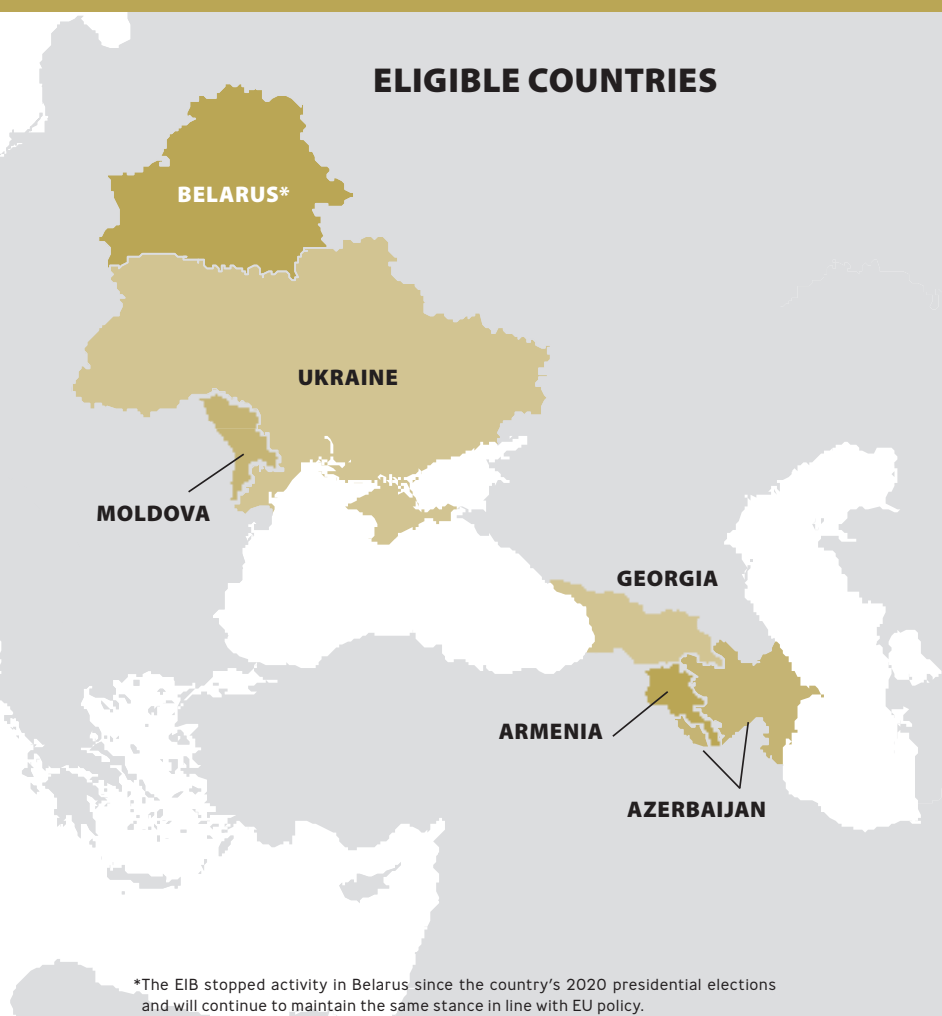 ELIGIBLE COUNTRIES
BELARUS*
UKRAINE
MOLDOVA
GEORGIA
ARMENIA
AZERBAIJAN
*The EIB stopped activity in Belarus since the country's 2020 presidential elections
and will continue to maintain the same stance in line with EU policy.